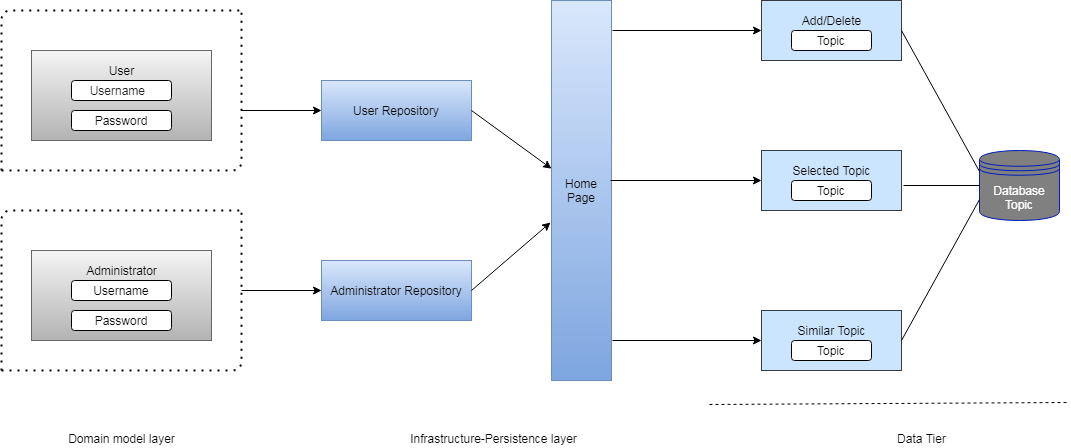 User
Username
Password
Administrator
Username
Password
User Repository
Administrator Repository
Home
Page
Add/Delete
Topic
Selected Topic
Topic
Similar Topic
Topic
Database
Topic
Domain model layer
Infrastructure-Persistence layer
Data Tier